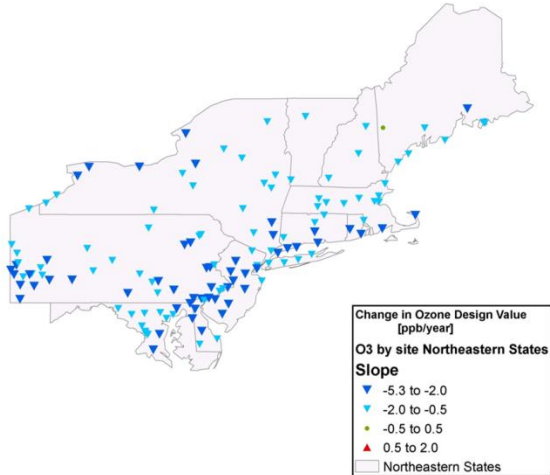 Change in Ozone Design Value
[ppb/year]
O3 by site Northeastern States
Slope
-5.3 to -2.0
-2.0 to -0.5
-0.5 to 0.5
0.5 to 2.0
Northeastern States